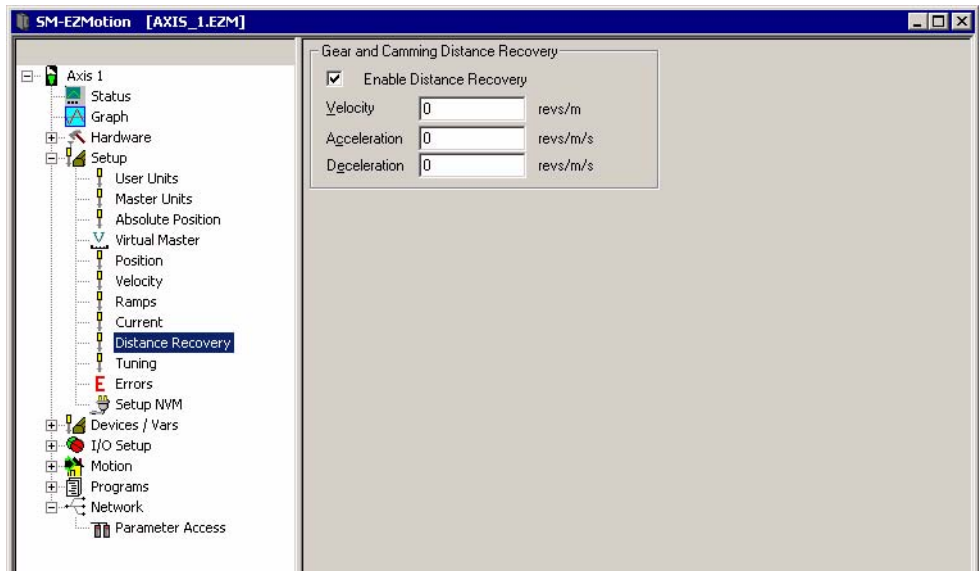 SM-EZMotion [AXIS_1.EZM]
Axis 1
Status
Graph
Hardware
Setup
User Units
Master Units
Absolute Position
Virtual Master
Position
Velocity
Ramps
Current
Distance Recovery
Tuning
E Errors
Setup NVM
Devices / Vars
I/O Setup
Motion
Programs
Network
Parameter Access
Gear and Camming Distance Recovery
Enable Distance Recovery
Velocity 0 revs/m
Acceleration 0 revs/m/s
Deceleration 0 revs/m/s